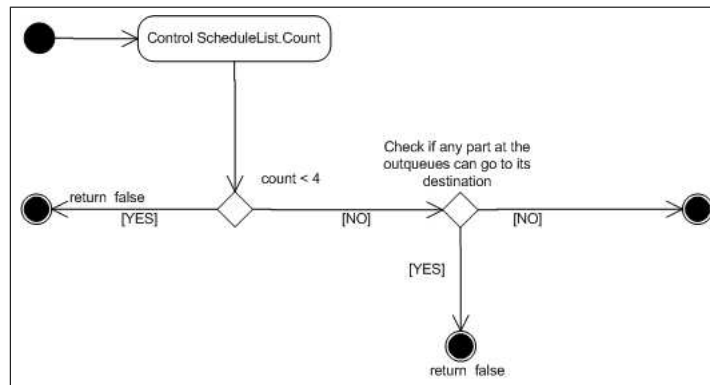 Control ScheduleList.Count
Check if any part at the
outqueues can go to its
destination
count < 4
return false
[YES]
[NO]
[NO]
[YES]
return false